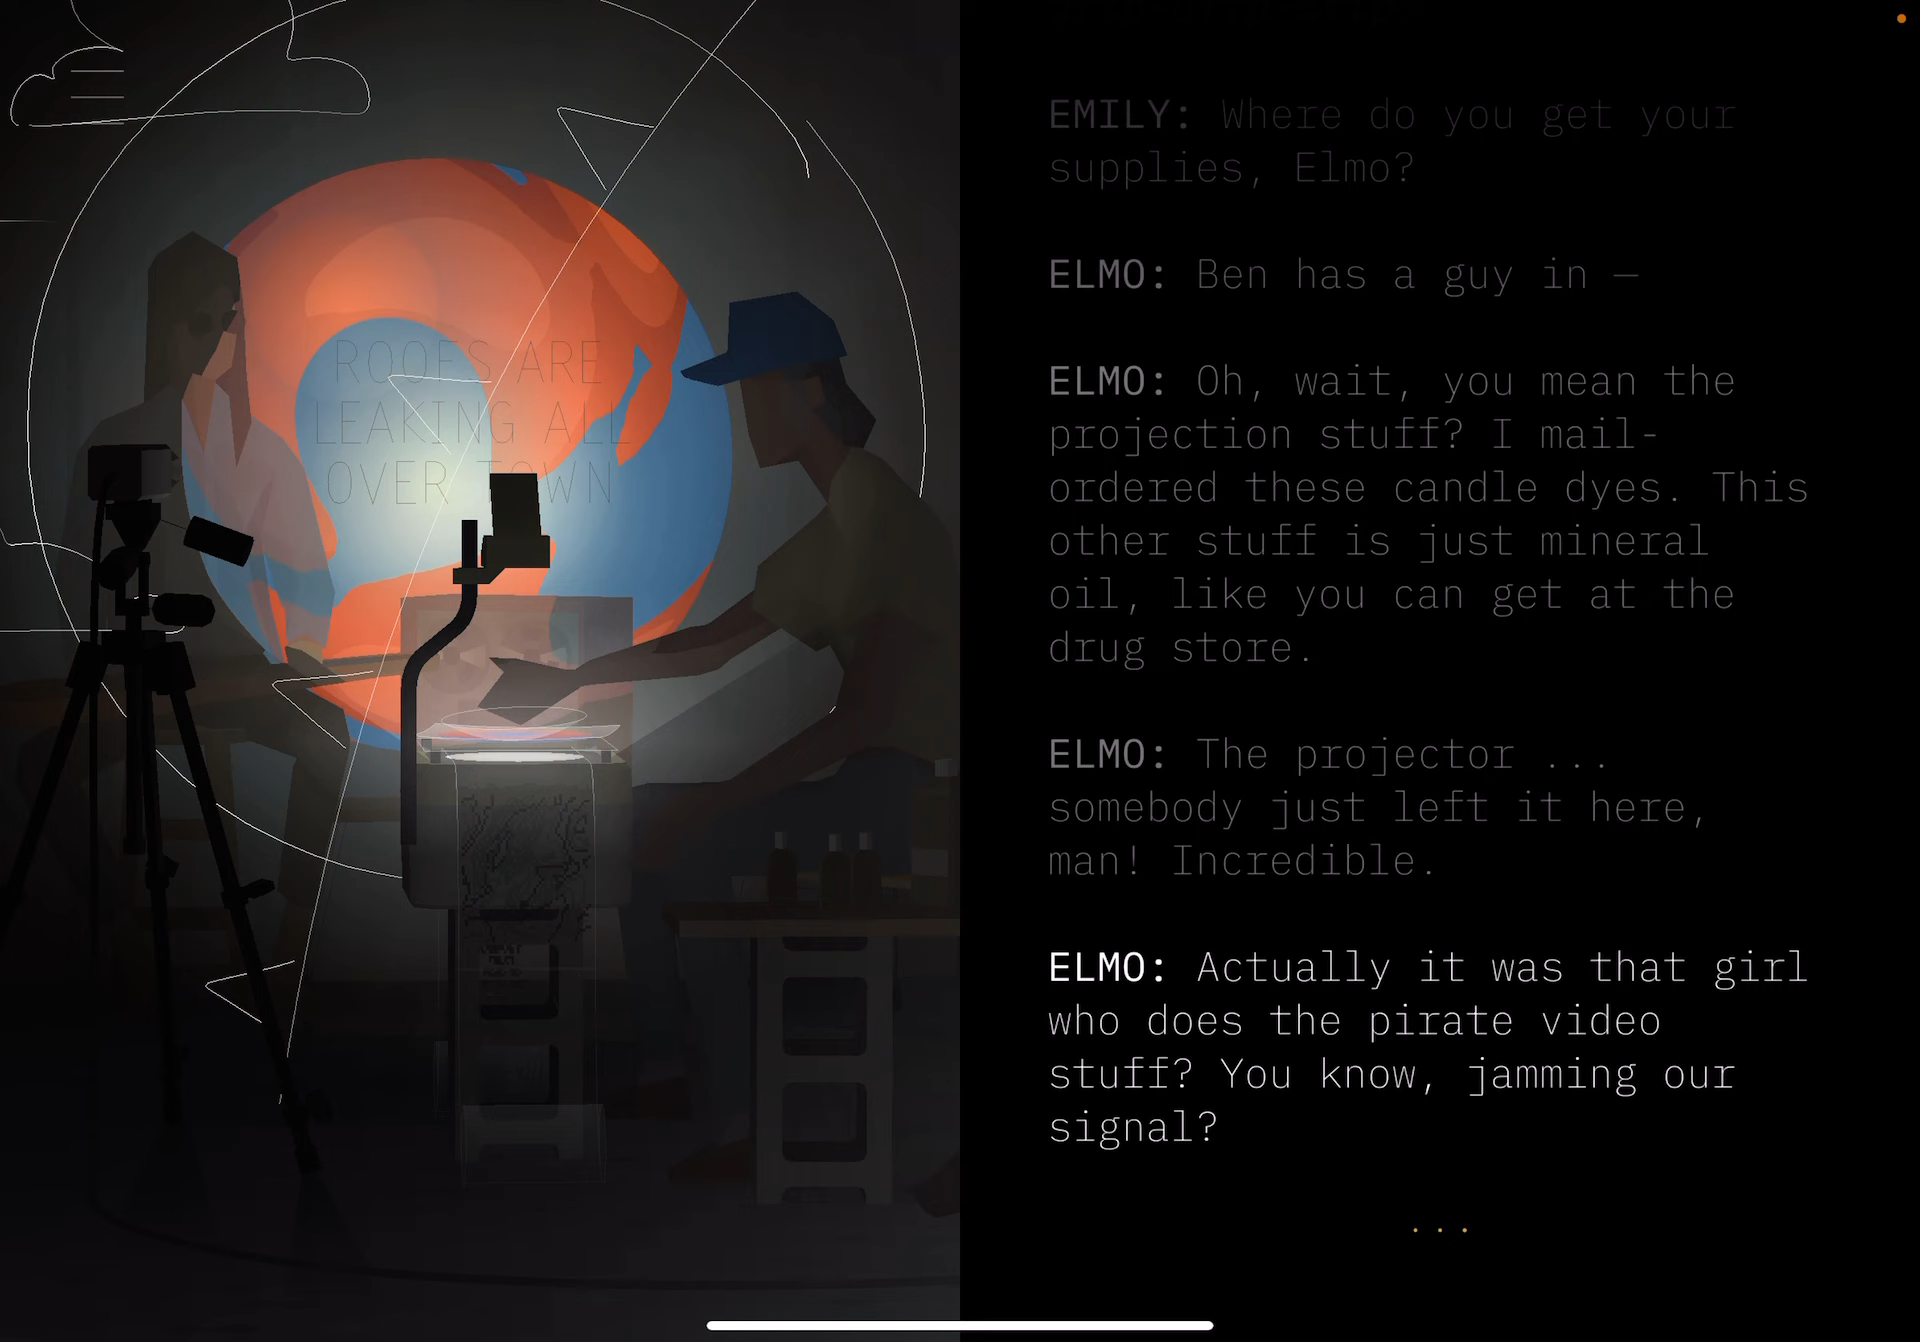 ROOFS ARE
LEAKING ALL
OVER TOWN
EMILY: Where do you get your
supplies, Elmo?
ELMO: Ben has a guy in —
ELMO: Oh, wait, you mean the
projection stuff? I mail-
ordered these candle dyes. This
other stuff is just mineral
oil, like you can get at the
drug store.
ELMO: The projector ...
somebody just left it here,
man! Incredible.
ELMO: Actually it was that girl
who does the pirate video
stuff? You know, jamming our
signal?
...